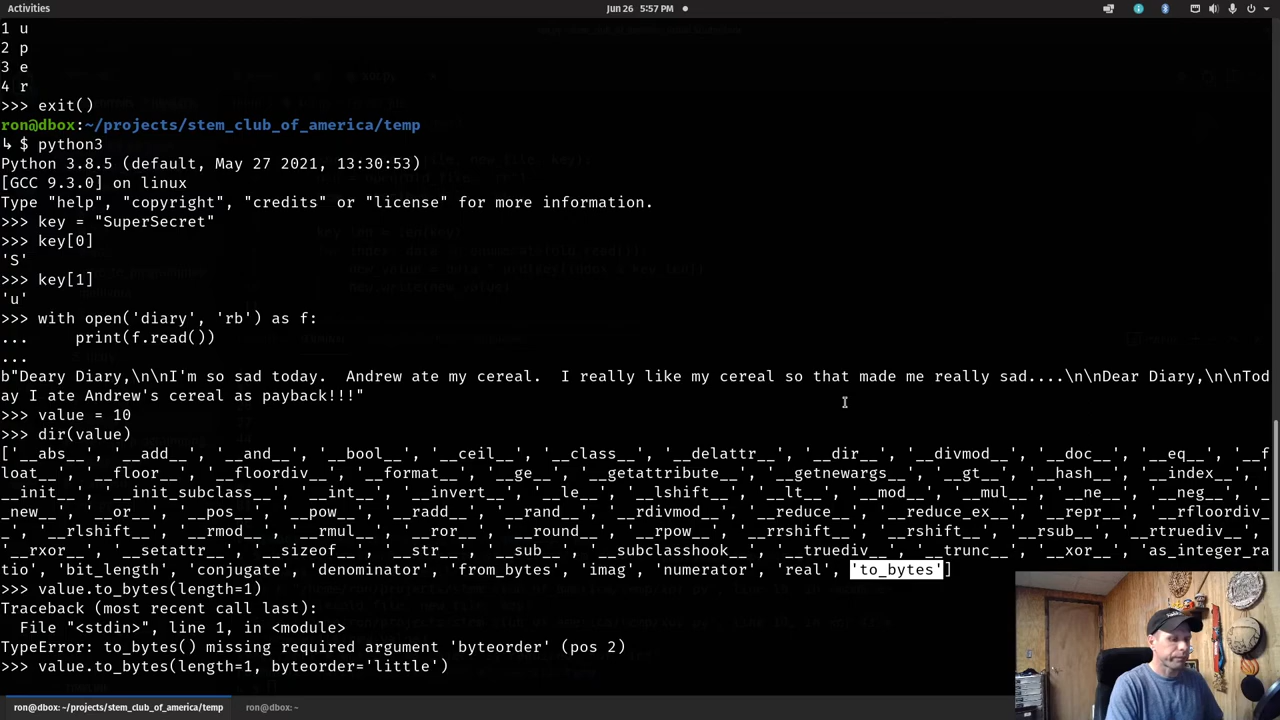 Activities
Jun 26 5:57 PM
1 u
2 p
3 e
4 r
>>> exit()
ron@dbox:~/projects/stem_club_of_america/temp
↳ $ python3
Python 3.8.5 (default, May 27 2021, 13:30:53)
[GCC 9.3.0] on linux
Type "help", "copyright", "credits" or "license" for more information.
>>> key = "SuperSecret"
>>> key[0]
'S'
>>> key[1]
'u'
>>> with open('diary', 'rb') as f:
...     print(f.read())
...
b"Deary Diary,\n\nI'm so sad today.  Andrew ate my cereal.  I really like my cereal so that made me really sad....\n\nDear Diary,\n\nTod
ay I ate Andrew's cereal as payback!!!"
>>> value = 10
>>> dir(value)
['__abs__', '__add__', '__and__', '__bool__', '__ceil__', '__class__', '__delattr__', '__dir__', '__divmod__', '__doc__', '__eq__', '__f
loat__', '__floor__', '__floordiv__', '__format__', '__ge__', '__getattribute__', '__getnewargs__', '__gt__', '__hash__', '__index__', '
__init__', '__init_subclass__', '__int__', '__invert__', '__le__', '__lshift__', '__lt__', '__mod__', '__mul__', '__ne__', '__neg__', '_
_new__', '__or__', '__pos__', '__pow__', '__radd__', '__rand__', '__rdivmod__', '__reduce__', '__reduce_ex__', '__repr__', '__rfloordiv_
_', '__rlshift__', '__rmod__', '__rmul__', '__ror__', '__round__', '__rpow__', '__rrshift__', '__rshift__', '__rsub__', '__rtruediv__',
'__rxor__', '__setattr__', '__sizeof__', '__str__', '__sub__', '__subclasshook__', '__truediv__', '__trunc__', '__xor__', 'as_integer_ra
tio', 'bit_length', 'conjugate', 'denominator', 'from_bytes', 'imag', 'numerator', 'real', 'to_bytes']
>>> value.to_bytes(length=1)
Traceback (most recent call last):
  File "<stdin>", line 1, in <module>
TypeError: to_bytes() missing required argument 'byteorder' (pos 2)
>>> value.to_bytes(length=1, byteorder='little')
ron@dbox: ~/projects/stem_club_of_america/temp
ron@dbox: ~